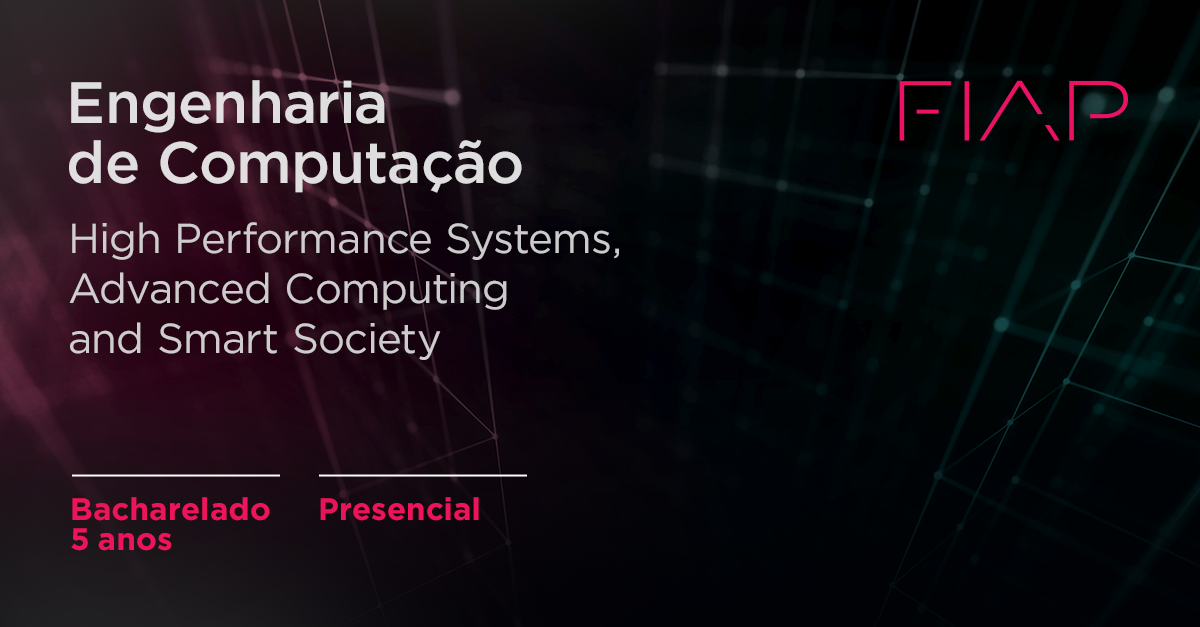 Engenharia
de Computação
FIAP
High Performance Systems,
Advanced Computing
and Smart Society
Bacharelado
5 anos
Presencial